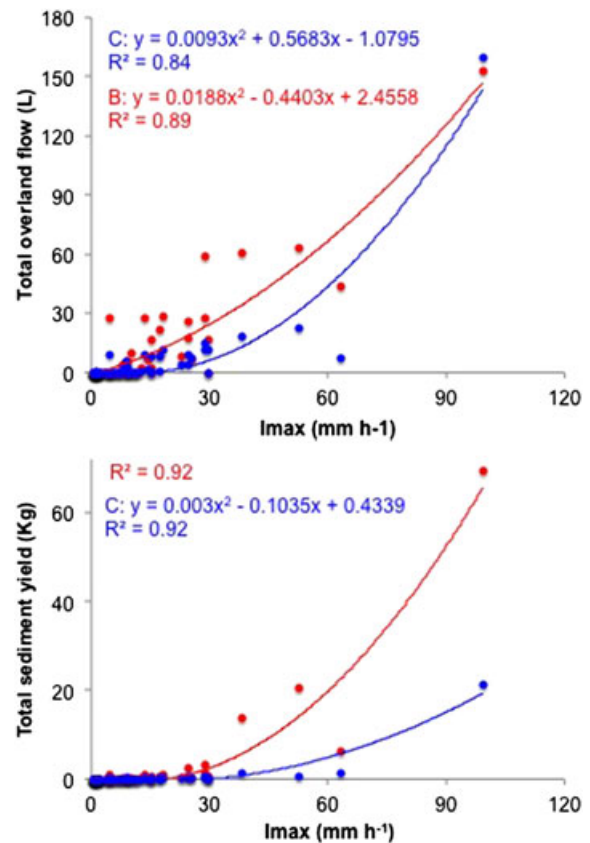 180
150
120
90
60
30
0
Total overland flow (L)
C: y = 0.0093x² + 0.5683x - 1.0795
R² = 0.84
B: y = 0.0188x² - 0.4403x + 2.4558
R² = 0.89
0 30 60 90 120
Imax (mm h-1)
60
40
20
0
Total sediment yield (Kg)
R² = 0.92
C: y = 0.003x² - 0.1035x + 0.4339
R² = 0.92
0 30 60 90 120
Imax (mm h⁻¹)